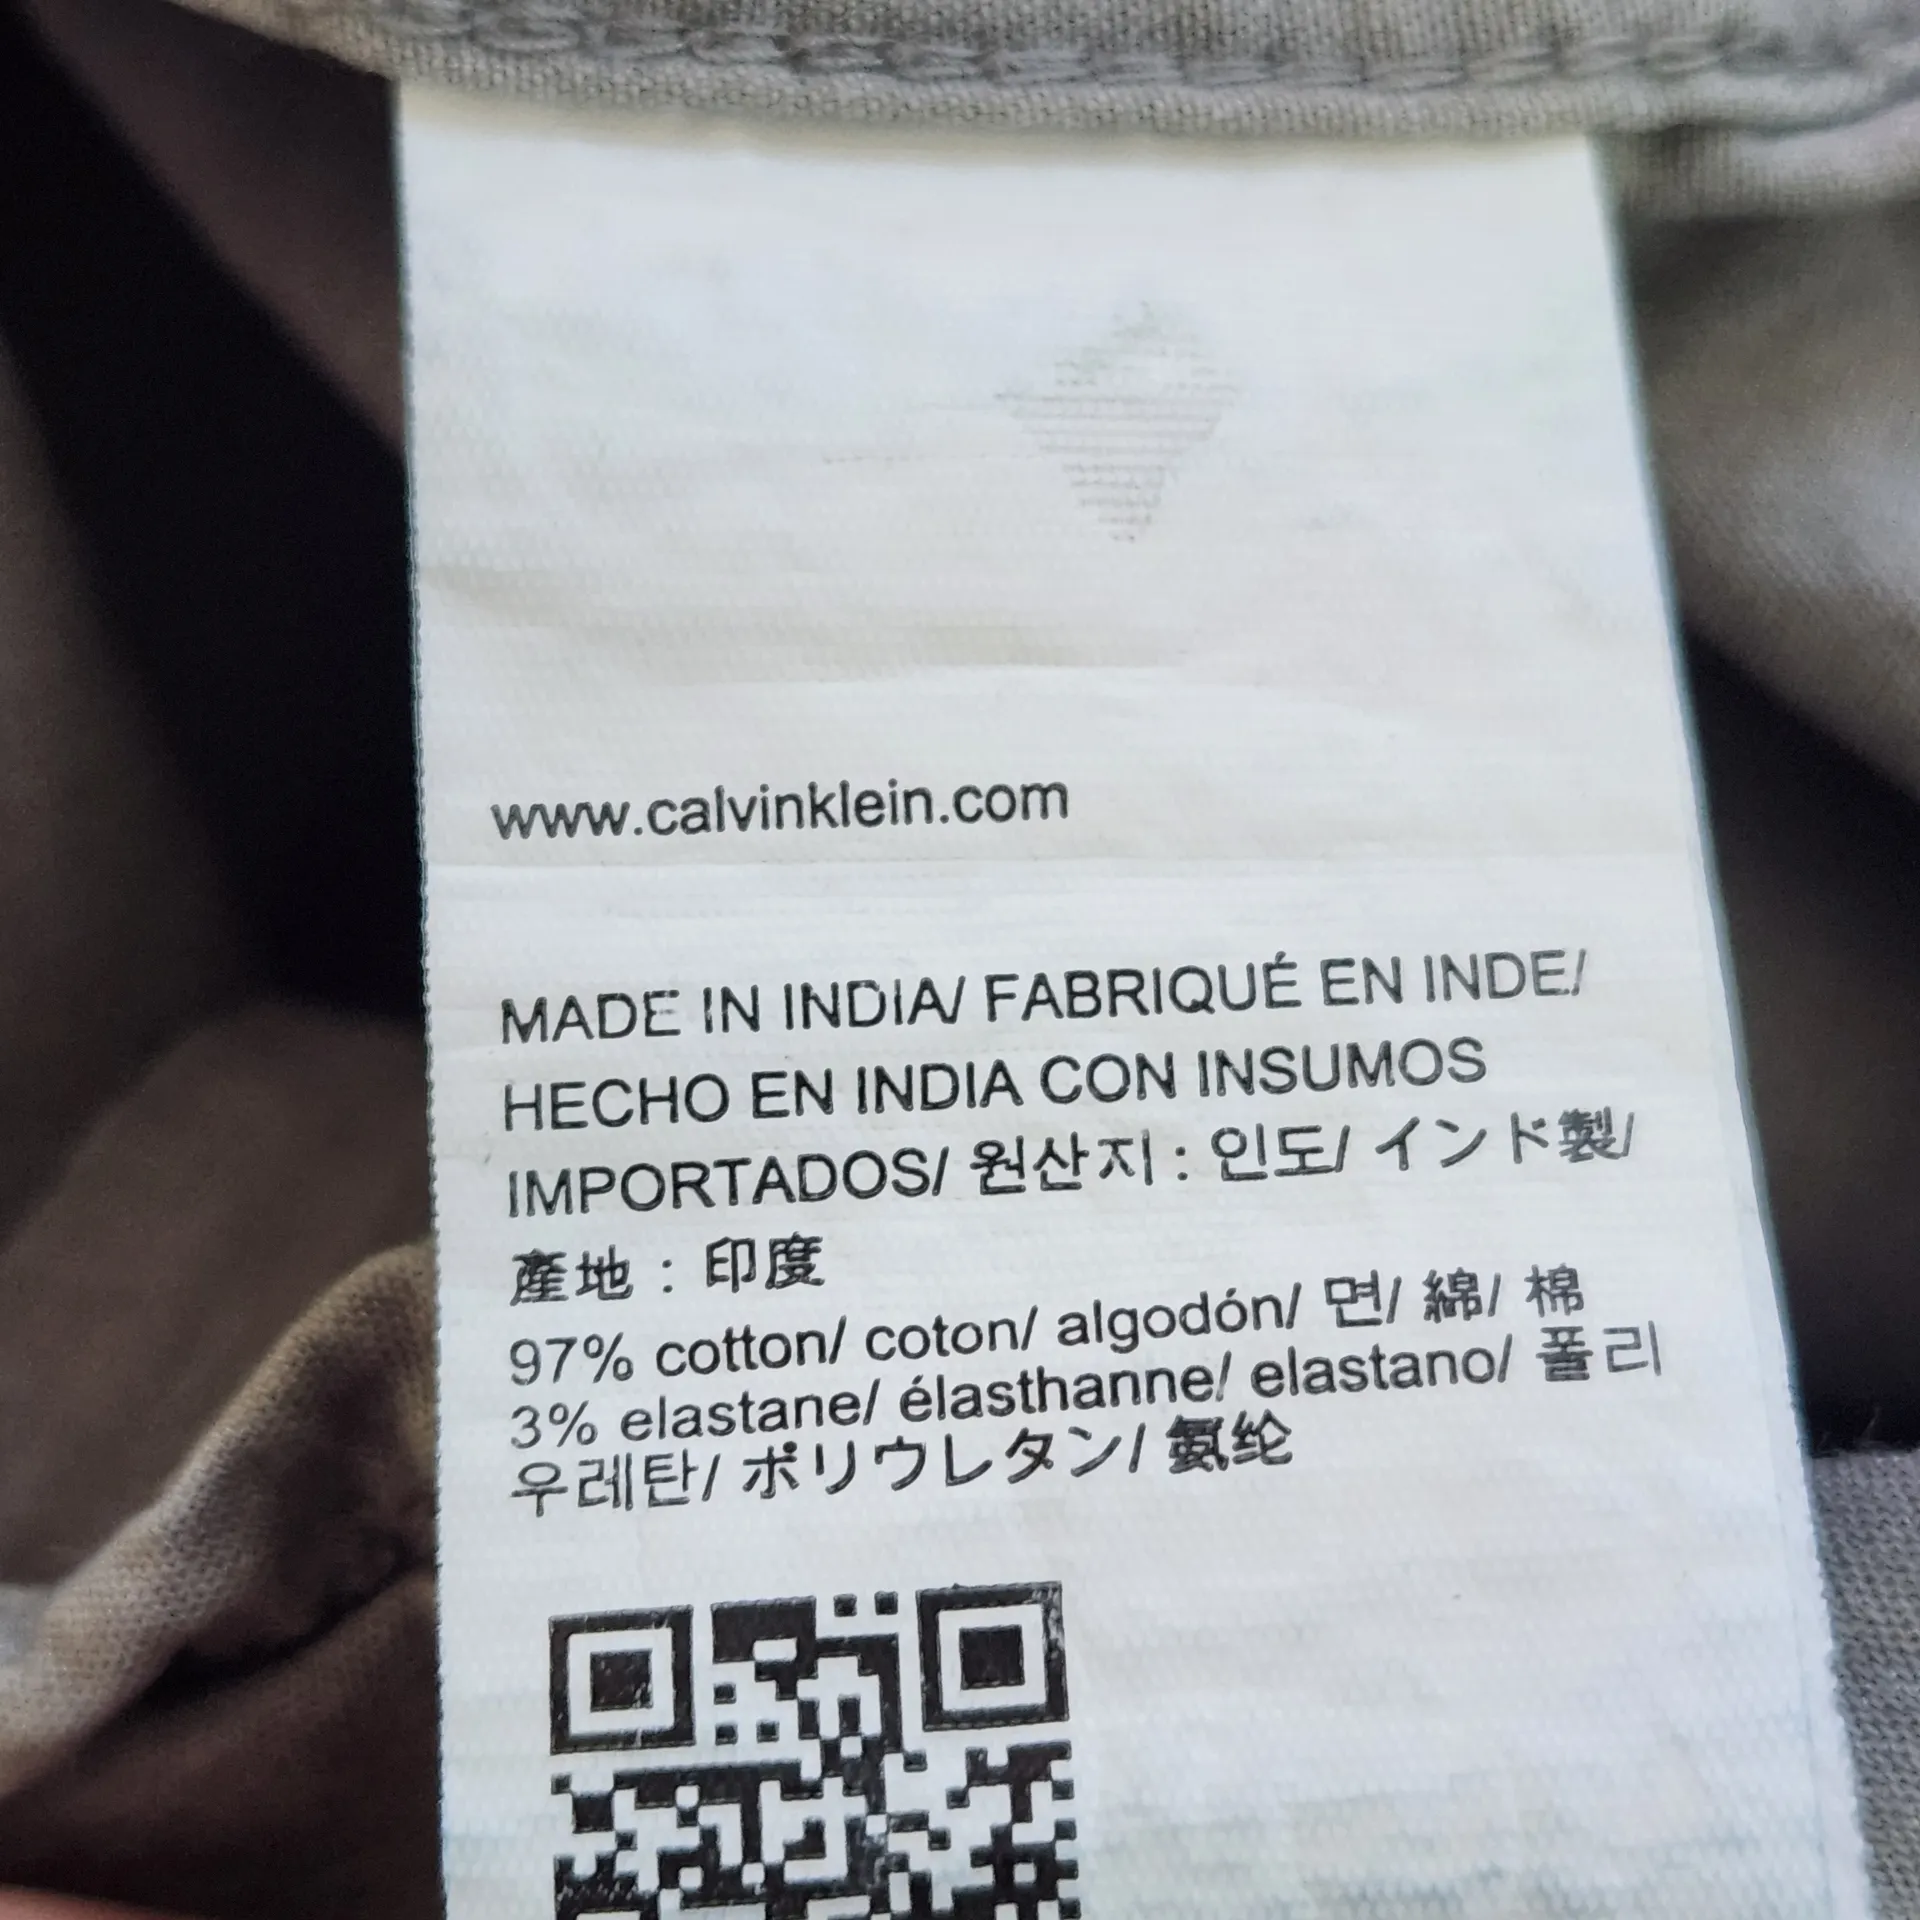 www.calvinklein.com
MADE IN INDIA/ FABRIQUÉ EN INDE/
HECHO EN INDIA CON INSUMOS
IMPORTADOS/ 원산지 : 인도/ インド製/
產地 : 印度
97% cotton/ coton/ algodón/ 면/ 綿/ 棉
3% elastane/ élasthanne/ elastano/ 폴리
우레탄/ ポリウレタン/ 氨纶